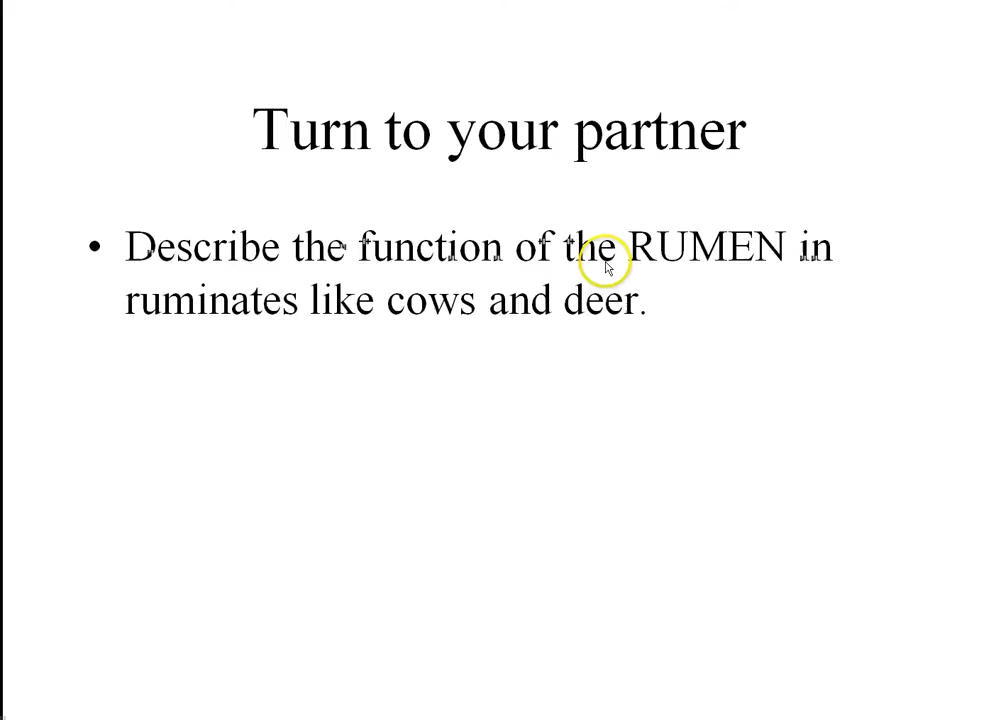 Turn to your partner
• Describe the function of the RUMEN in
ruminates like cows and deer.